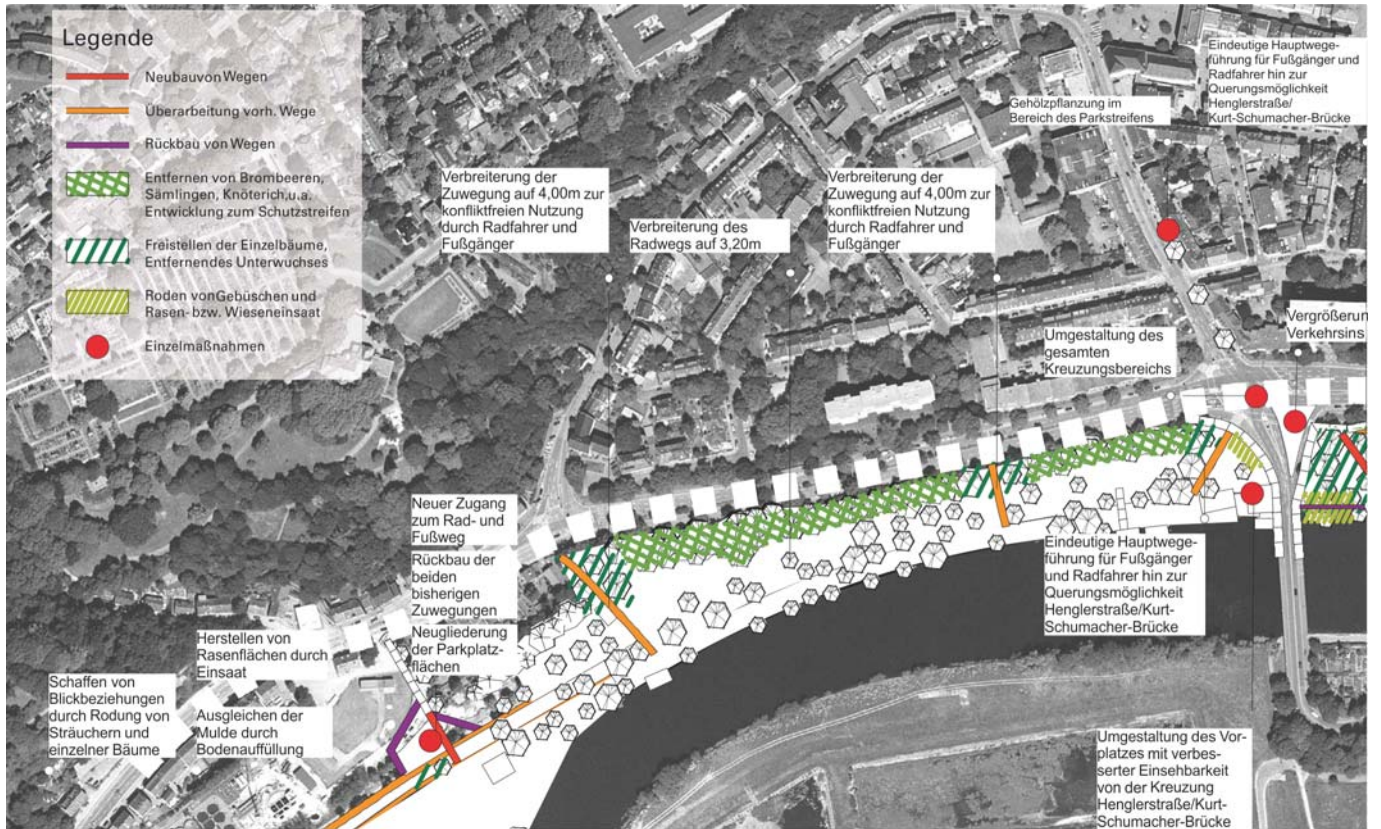 Legende
Neubauvon Wegen
Überarbeitung vorh. Wege
Rückbau von Wegen
Entfernen von Brombeeren,
Sämlingen, Knöterich,u.a.
Entwicklung zum Schutzstreifen
Freistellen der Einzelbäume,
Entfernendes Unterwuchses
Roden von Gebüschen und
Rasen- bzw. Wieseneinsaat
Einzelmaßnahmen
Verbreiterung der
Zuwegung auf 4,00m zur
konfliktfreien Nutzung
durch Radfahrer und
Fußgänger
Verbreiterung des
Radwegs auf 3,20m
Verbreiterung der
Zuwegung auf 4,00m zur
konfliktfreien Nutzung
durch Radfahrer und
Fußgänger
Gehölzpflanzung im
Bereich des Parkstreifens
Eindeutige Hauptwege-
führung für Fußgänger und
Radfahrer hin zur
Querungsmöglichkeit
Henglerstraße/
Kurt-Schumacher-Brücke
Umgestaltung des
gesamten
Kreuzungsbereichs
Vergrößerun
Verkehrsins
Neuer Zugang
zum Rad- und
Fußweg
Rückbau der
beiden
bisherigen
Zuwegungen
Neugliederung
der Parkplatz-
flächen
Herstellen von
Rasenflächen durch
Einsaat
Schaffen von
Blickbeziehungen
durch Rodung von
Sträuchern und
einzelner Bäume
Ausgleichen der
Mulde durch
Bodenauffüllung
Eindeutige Hauptwege-
führung für Fußgänger
und Radfahrer hin zur
Querungsmöglichkeit
Henglerstraße/Kurt-
Schumacher-Brücke
Umgestaltung des Vor-
platzes mit verbes-
serter Einsehbarkeit
von der Kreuzung
Henglerstraße/Kurt-
Schumacher-Brücke